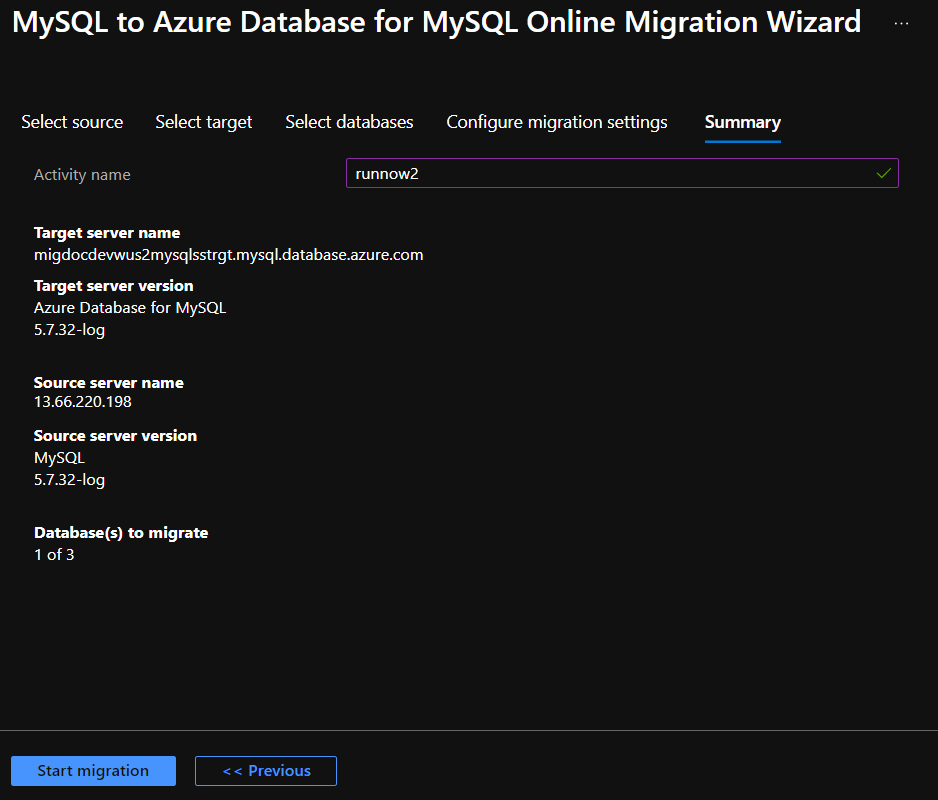 MySQL to Azure Database for MySQL Online Migration Wizard ...
Select source Select target Select databases Configure migration settings Summary
Activity name runnow2
Target server name
migdocdevwus2mysqlsstrgt.mysql.database.azure.com
Target server version
Azure Database for MySQL
5.7.32-log
Source server name
13.66.220.198
Source server version
MySQL
5.7.32-log
Database(s) to migrate
1 of 3
Start migration << Previous